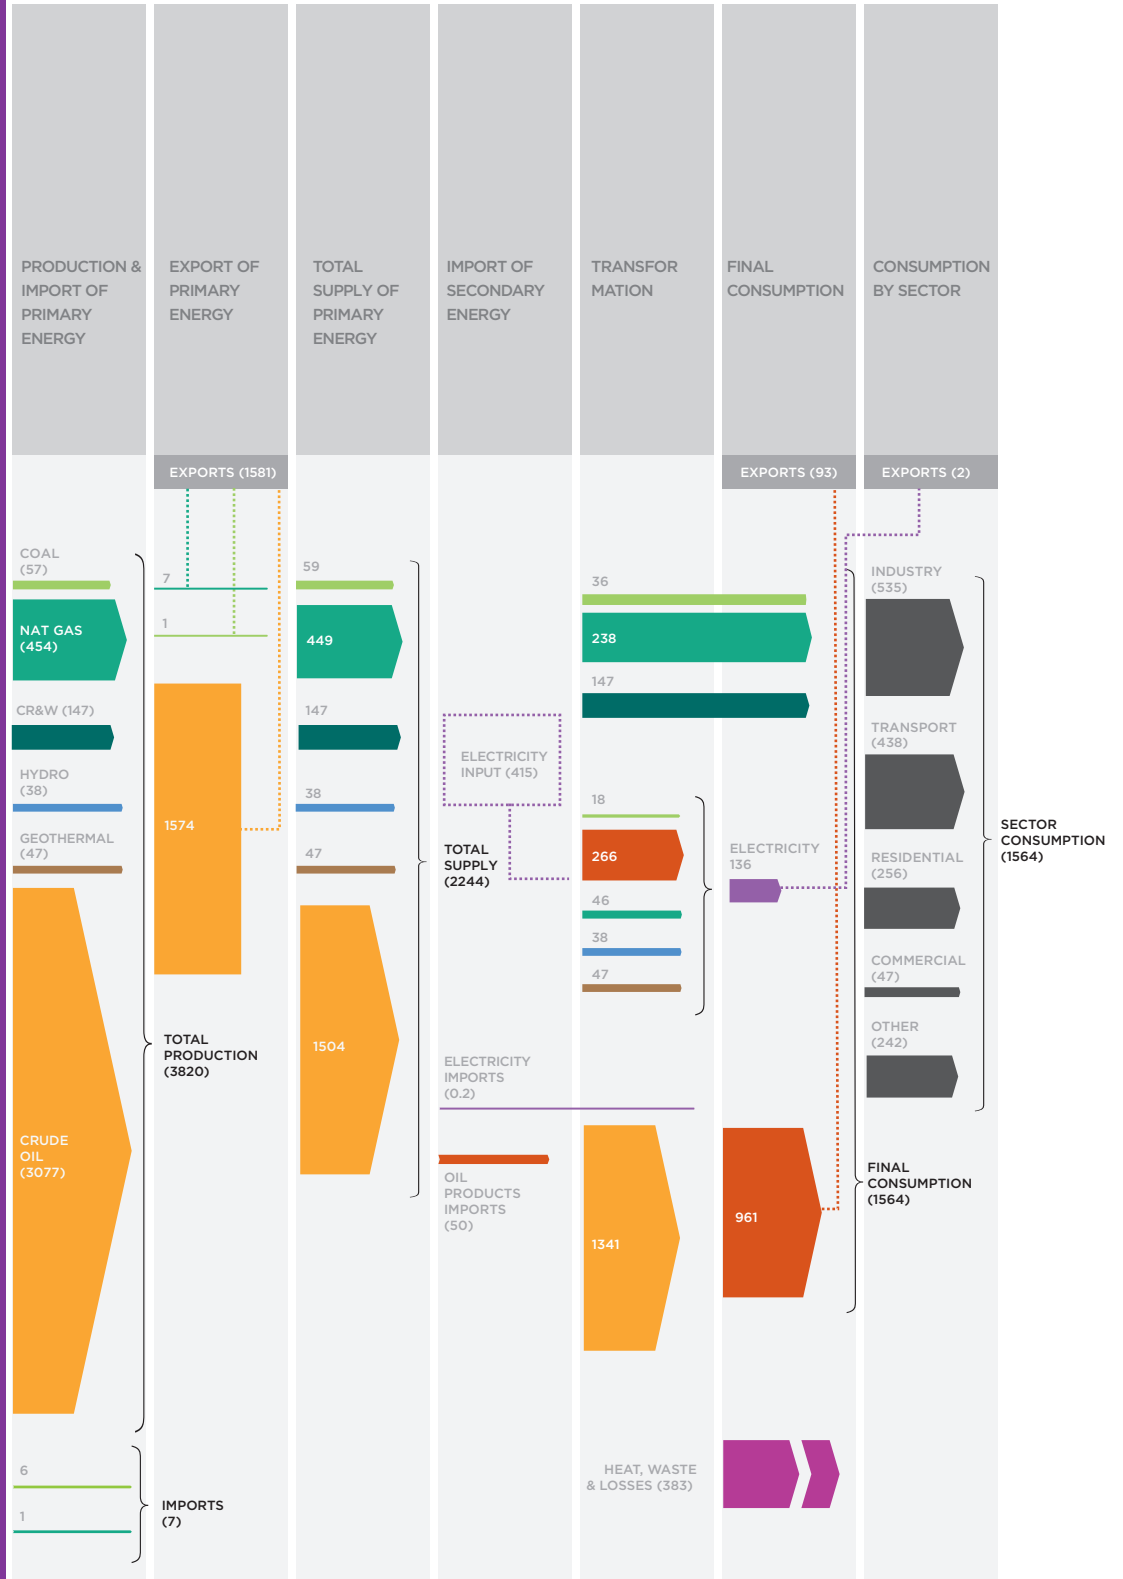 PRODUCTION &
IMPORT OF
PRIMARY
ENERGY
EXPORT OF
PRIMARY
ENERGY
TOTAL
SUPPLY OF
PRIMARY
ENERGY
IMPORT OF
SECONDARY
ENERGY
TRANSFOR
MATION
FINAL
CONSUMPTION
CONSUMPTION
BY SECTOR
EXPORTS (1581)
EXPORTS (93)
EXPORTS (2)
COAL
(57)
NAT GAS
(454)
CR&W (147)
HYDRO
(38)
GEOTHERMAL
(47)
CRUDE
OIL
(3077)
6
1
TOTAL
PRODUCTION
(3820)
IMPORTS
(7)
7
1
1574
59
449
147
38
47
1504
TOTAL
SUPPLY
(2244)
ELECTRICITY
INPUT (415)
ELECTRICITY
IMPORTS
(0.2)
OIL
PRODUCTS
IMPORTS
(50)
36
238
147
18
266
46
38
47
1341
HEAT, WASTE
& LOSSES (383)
ELECTRICITY
136
961
FINAL
CONSUMPTION
(1564)
INDUSTRY
(535)
TRANSPORT
(438)
RESIDENTIAL
(256)
COMMERCIAL
(47)
OTHER
(242)
SECTOR
CONSUMPTION
(1564)